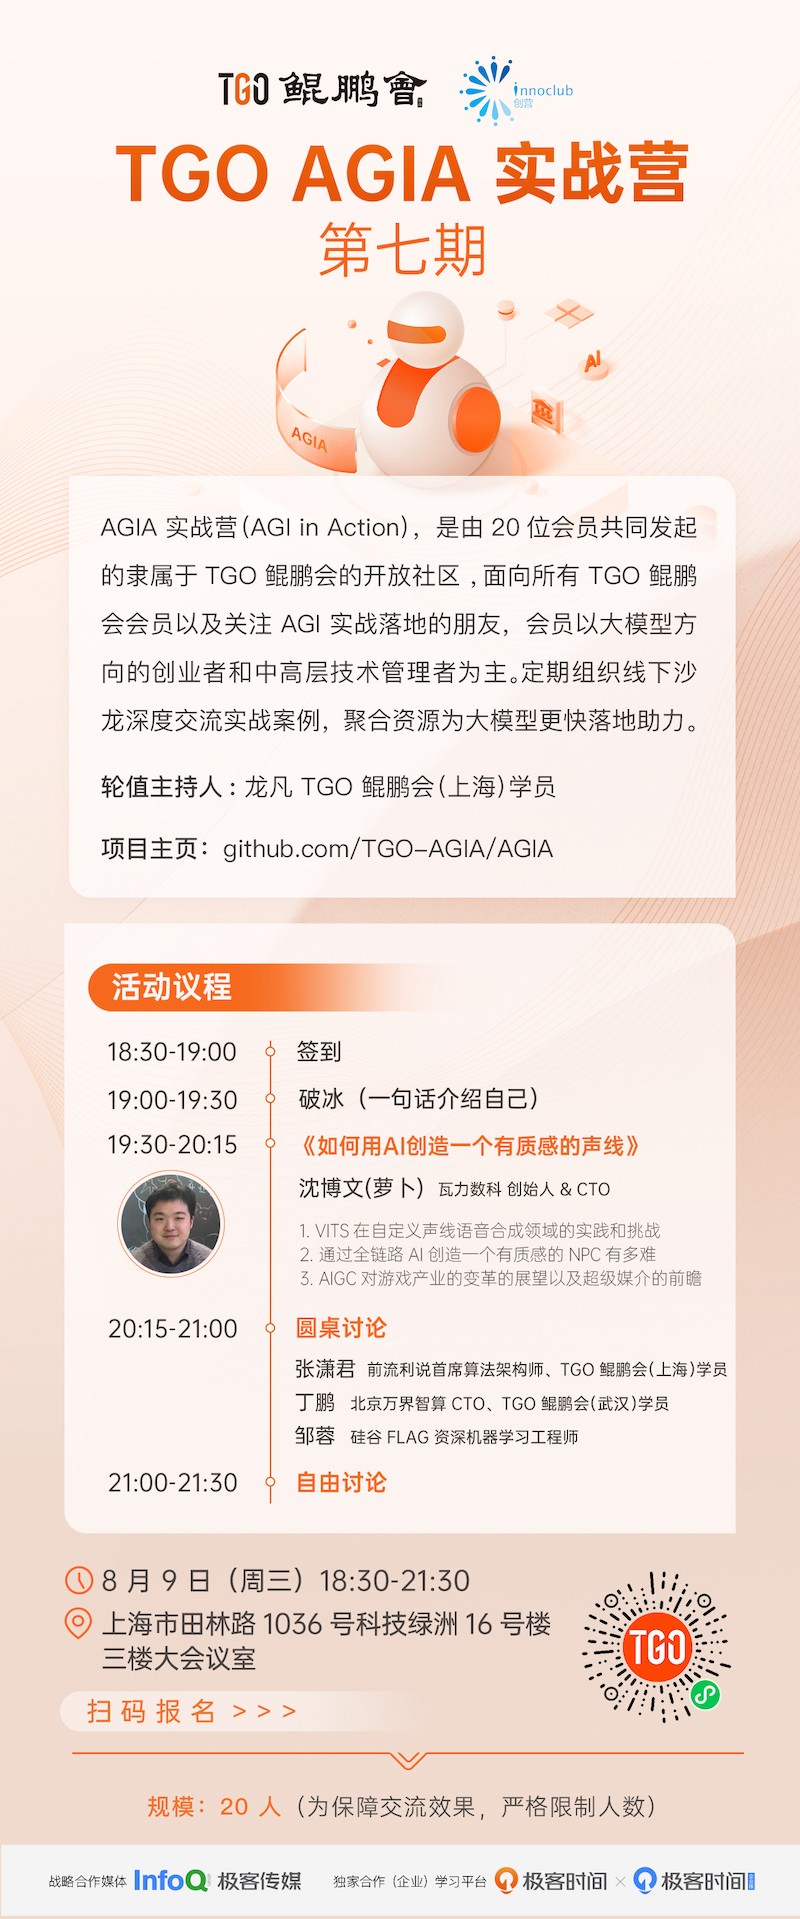 TGO 鲲鹏會
innoclub
创营
TGO AGIA 实战营
第七期
AI
AGIA
AGIA 实战营(AGI in Action)，是由 20 位会员共同发起
的隶属于 TGO 鲲鹏会的开放社区，面向所有 TGO 鲲鹏
会会员以及关注 AGI 实战落地的朋友，会员以大模型方
向的创业者和中高层技术管理者为主。定期组织线下沙
龙深度交流实战案例，聚合资源为大模型更快落地助力。
轮值主持人：龙凡 TGO 鲲鹏会(上海)学员
项目主页：github.com/TGO-AGIA/AGIA
活动议程
18:30-19:00 签到
19:00-19:30 破冰（一句话介绍自己）
19:30-20:15 《如何用AI创造一个有质感的声线》
沈博文(萝卜) 瓦力数科 创始人 & CTO
1. VITS 在自定义声线语音合成领域的实践和挑战
2. 通过全链路 AI 创造一个有质感的 NPC 有多难
3. AIGC 对游戏产业的变革的展望以及超级媒介的前瞻
20:15-21:00 圆桌讨论
张潇君 前流利说首席算法架构师、TGO 鲲鹏会(上海)学员
丁鹏 北京万界智算 CTO、TGO 鲲鹏会(武汉)学员
邹蓉 硅谷 FLAG 资深机器学习工程师
21:00-21:30 自由讨论
8 月 9 日（周三）18:30-21:30
上海市田林路 1036 号科技绿洲 16 号楼
三楼大会议室
TGO
扫码报名 > > >
规模：20 人（为保障交流效果，严格限制人数）
战略合作媒体 InfoQ 极客传媒 独家合作（企业）学习平台 极客时间 × 极客时间